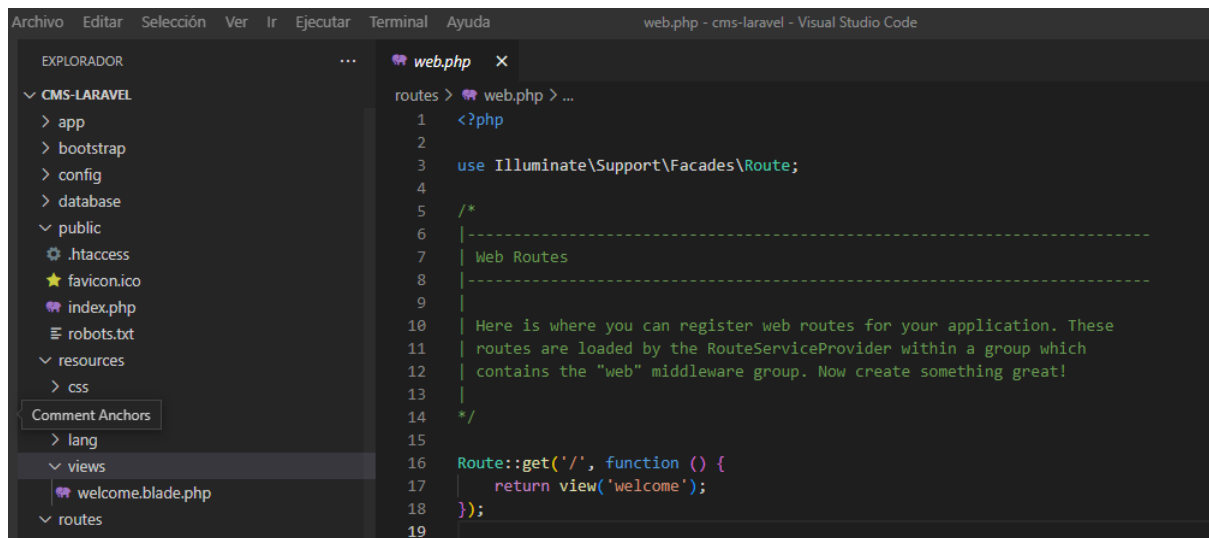 Archivo Editar Selección Ver Ir Ejecutar Terminal Ayuda web.php - cms-laravel - Visual Studio Code
EXPLORADOR ...
CMS-LARAVEL
app
bootstrap
config
database
public
.htaccess
favicon.ico
index.php
robots.txt
resources
css
Comment Anchors
lang
views
welcome.blade.php
routes
web.php
routes > web.php > ...
1 <?php
2
3 use Illuminate\Support\Facades\Route;
4
5 /*
6 |--------------------------------------------------------------------------
7 | Web Routes
8 |--------------------------------------------------------------------------
9 |
10 | Here is where you can register web routes for your application. These
11 | routes are loaded by the RouteServiceProvider within a group which
12 | contains the "web" middleware group. Now create something great!
13 |
14 */
15
16 Route::get('/', function () {
17 return view('welcome');
18 });
19